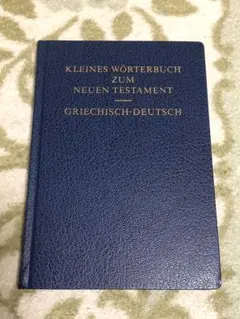 KLEINES WÖRTERBUCH
ZUM
NEUEN TESTAMENT
GRIECHISCH-DEUTSCH